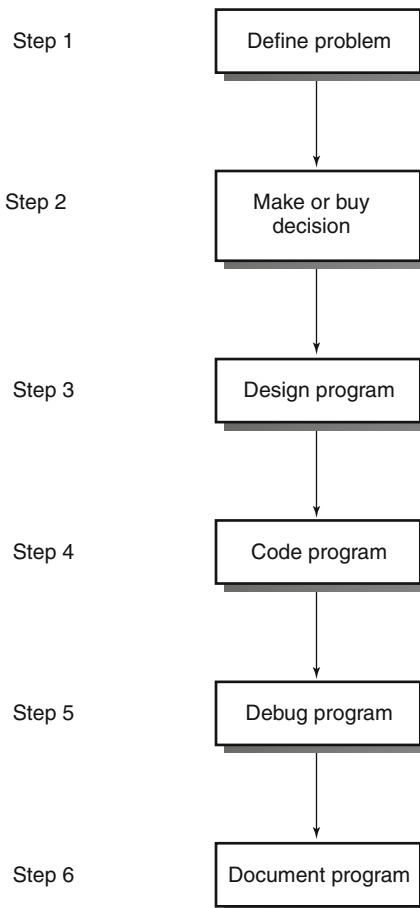 Step 1
Define problem
Step 2
Make or buy
decision
Step 3
Design program
Step 4
Code program
Step 5
Debug program
Step 6
Document program